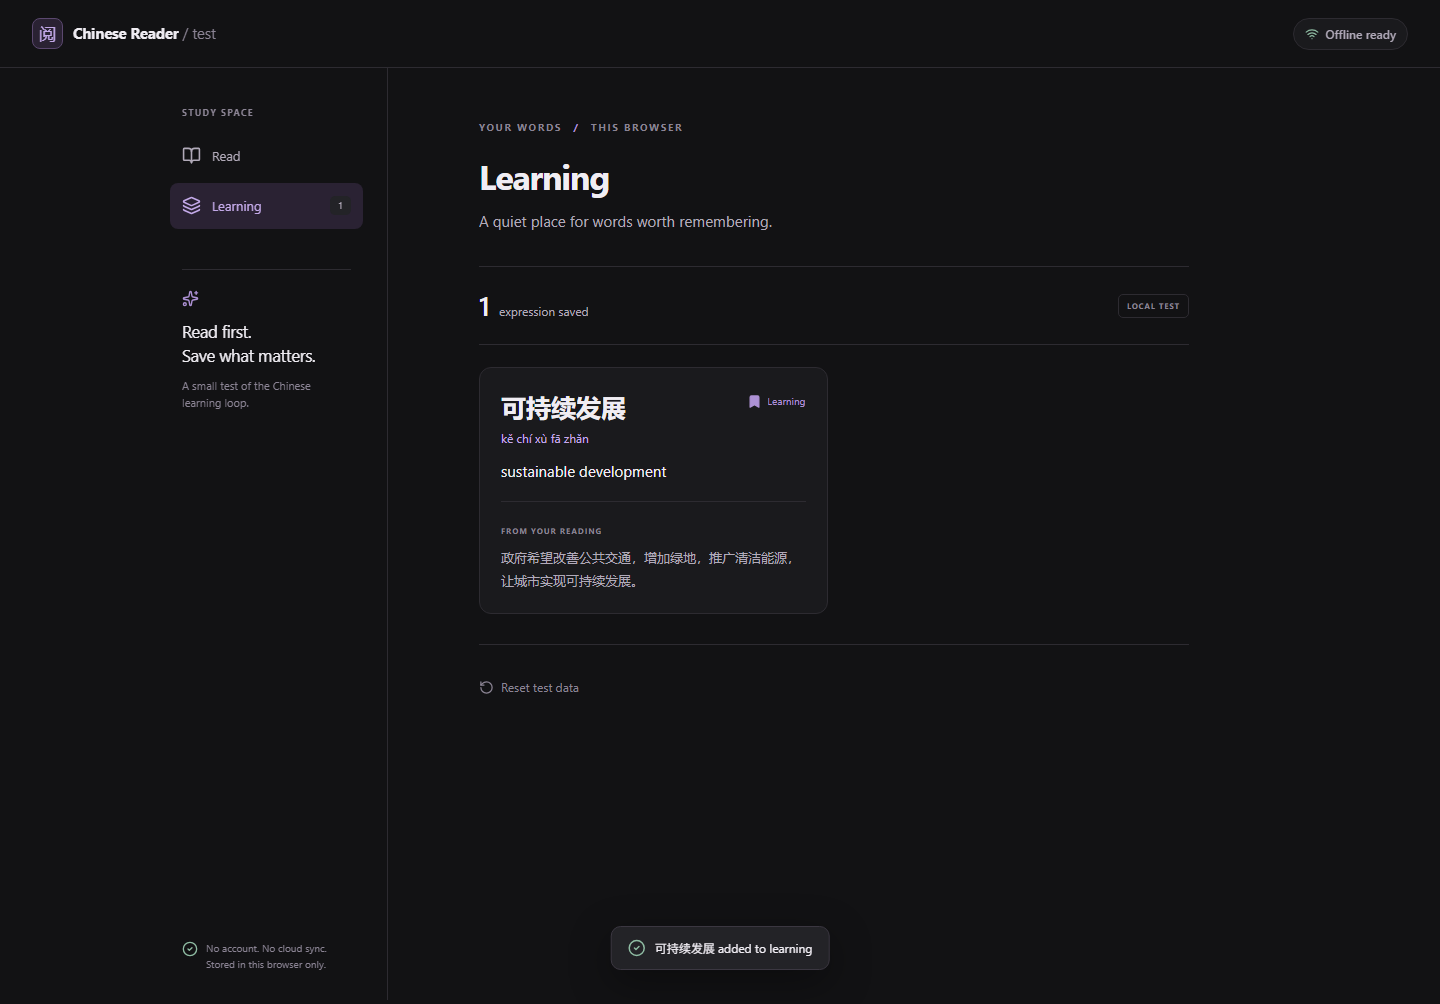 阅 Chinese Reader / test
Offline ready
STUDY SPACE
Read
Learning 1
Read first.
Save what matters.
A small test of the Chinese
learning loop.
No account. No cloud sync.
Stored in this browser only.
YOUR WORDS / THIS BROWSER
Learning
A quiet place for words worth remembering.
1 expression saved
LOCAL TEST
可持续发展
Learning
kě chí xù fā zhǎn
sustainable development
FROM YOUR READING
政府希望改善公共交通，增加绿地，推广清洁能源，
让城市实现可持续发展。
Reset test data
可持续发展 added to learning